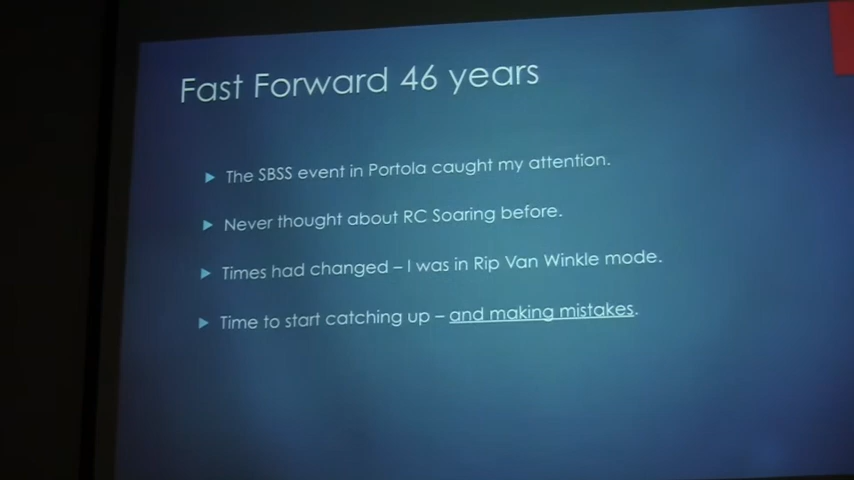 Fast Forward 46 years
The SBSS event in Portola caught my attention.
Never thought about RC Soaring before.
Times had changed – I was in Rip Van Winkle mode.
Time to start catching up – and making mistakes.